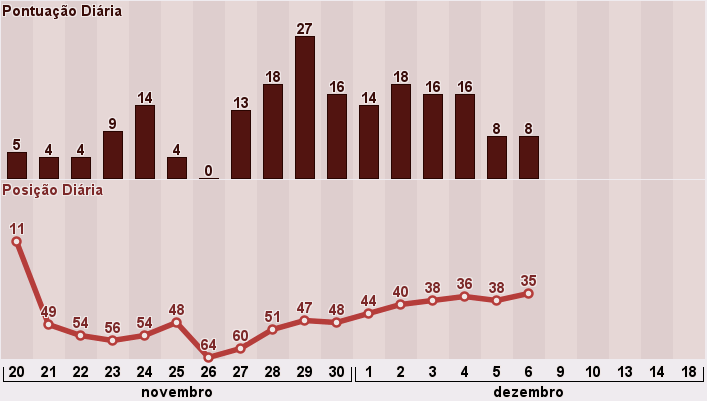 Pontuação Diária
5 4 4 9 14 4 0 13 18 27 16 14 18 16 16 8 8
Posição Diária
11 49 54 56 54 48 64 60 51 47 48 44 40 38 36 38 35
20 21 22 23 24 25 26 27 28 29 30 1 2 3 4 5 6 9 10 13 14 18
novembro dezembro